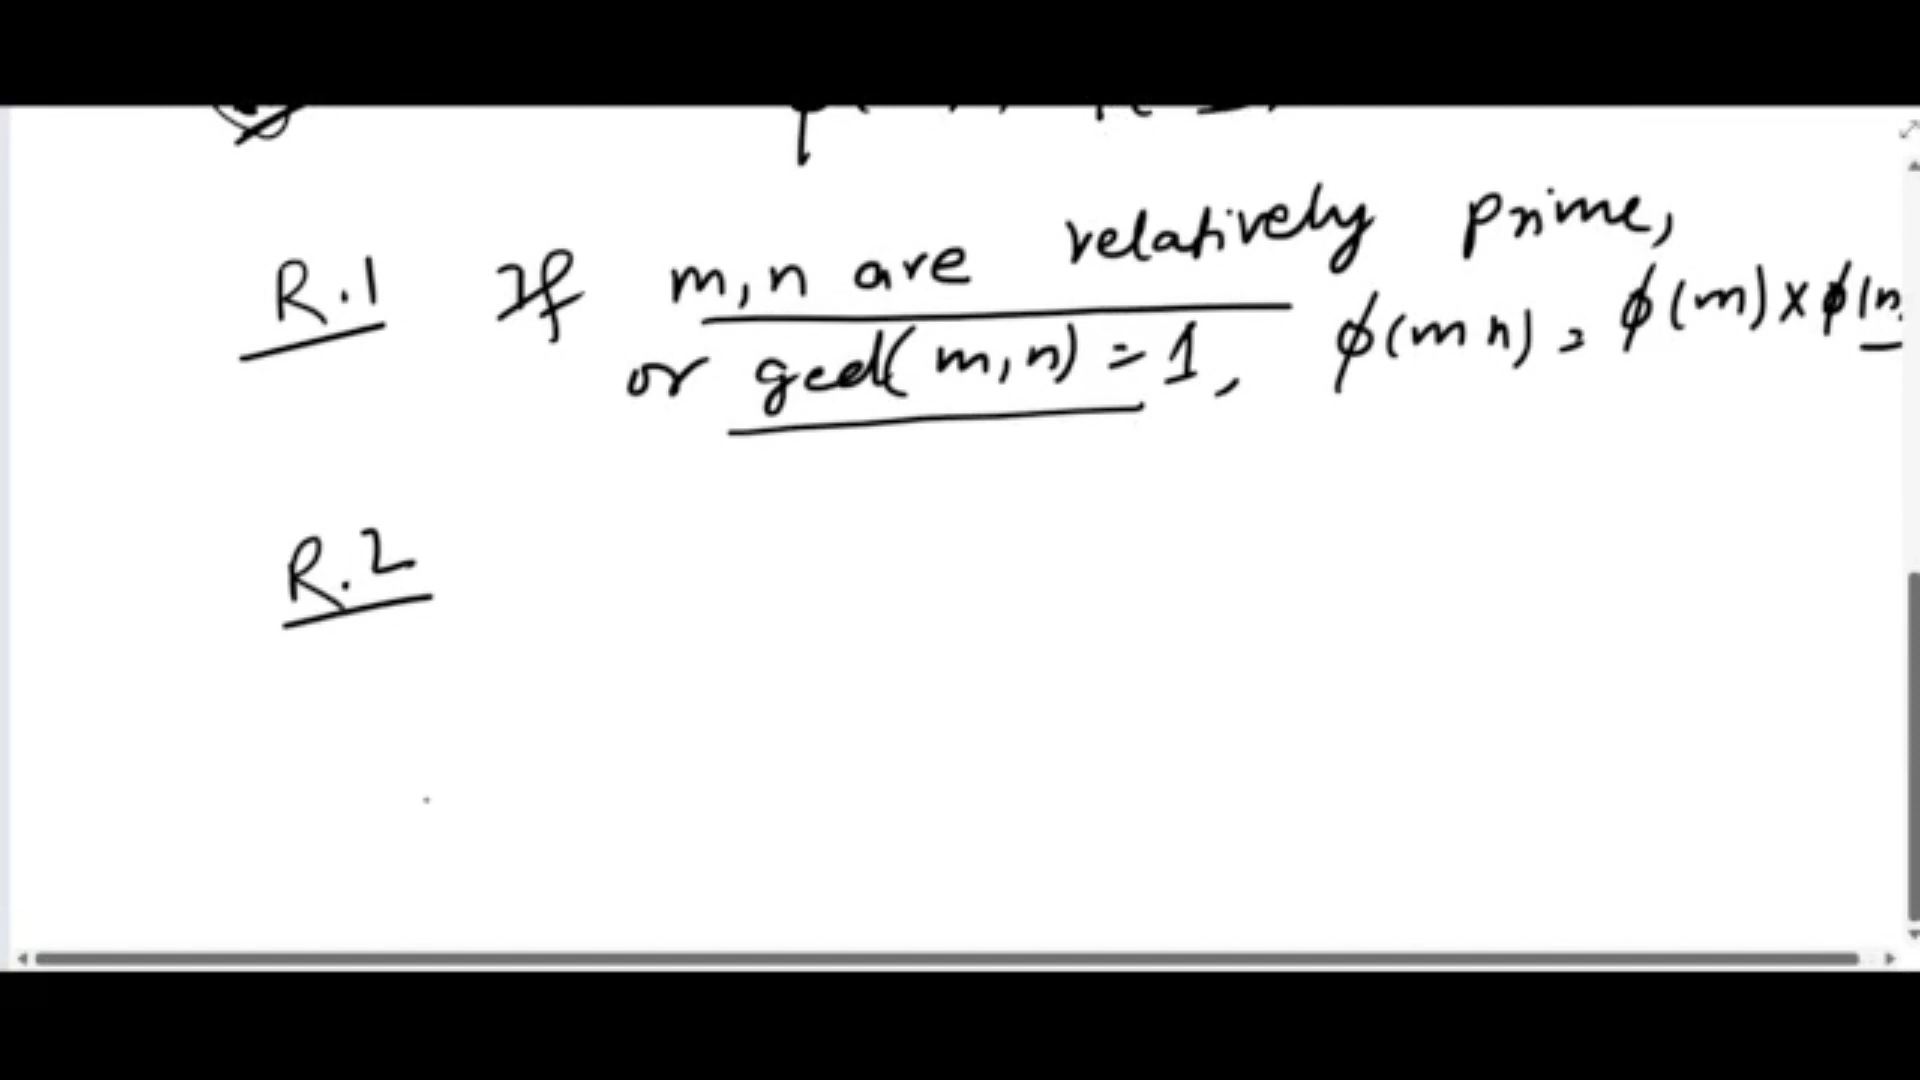 R.1 If m,n are relatively prime,
or gcd(m,n) = 1, ϕ(mn) = ϕ(m)×ϕ(n
R.2